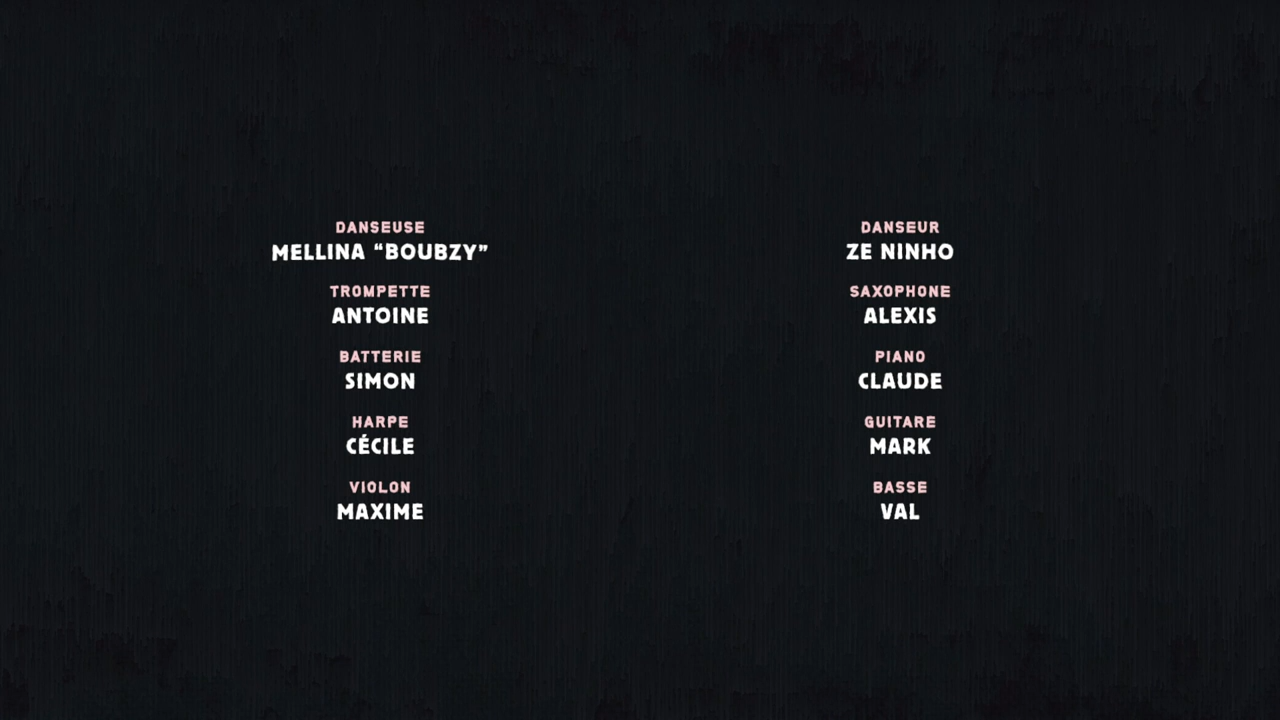 DANSEUSE
MELLINA “BOUBZY”
TROMPETTE
ANTOINE
BATTERIE
SIMON
HARPE
CÉCILE
VIOLON
MAXIME
DANSEUR
ZE NINHO
SAXOPHONE
ALEXIS
PIANO
CLAUDE
GUITARE
MARK
BASSE
VAL